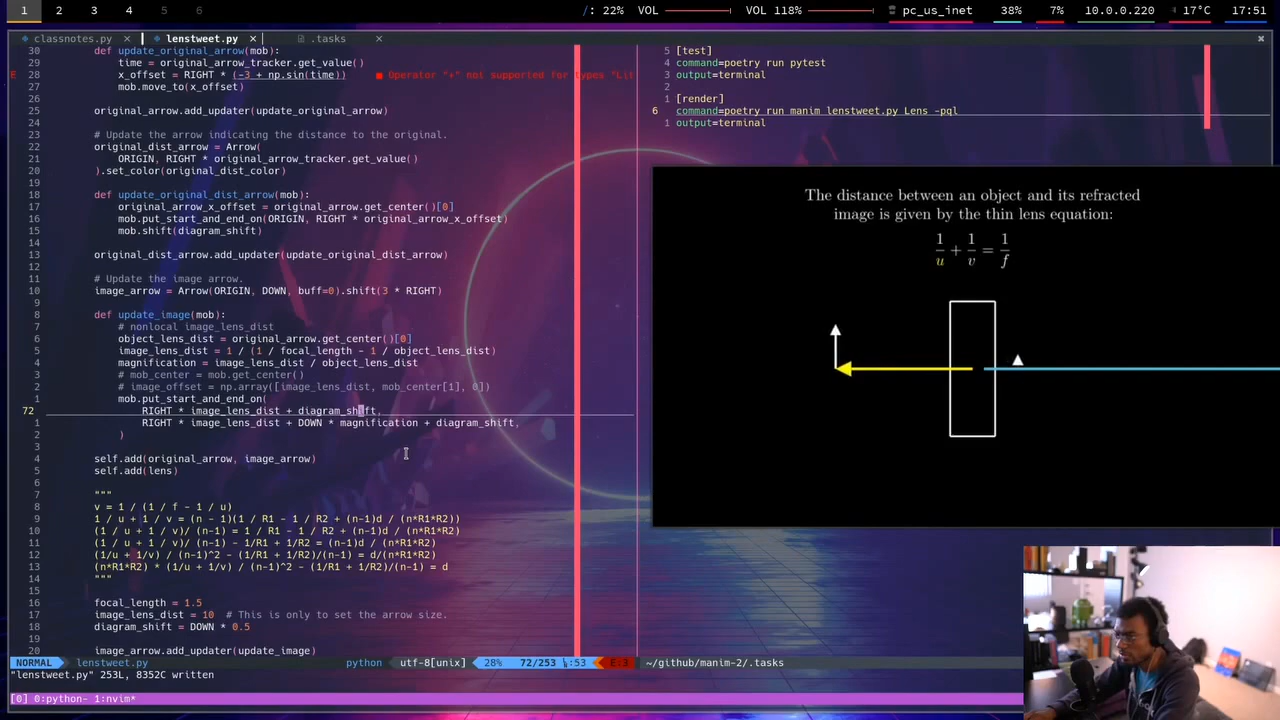 1 2 3 4 5 6 /: 22% VOL VOL 118% pc_us_inet 38% 7% 10.0.0.220 17°C 17:51
classnotes.py × lenstweet.py × .tasks ×
30 def update_original_arrow(mob):
29 time = original_arrow_tracker.get_value()
E 28 x_offset = RIGHT * (-3 + np.sin(time)) ■ Operator "+" not supported for types "Lit
27 mob.move_to(x_offset)
26
25 original_arrow.add_updater(update_original_arrow)
24
23 # Update the arrow indicating the distance to the original.
22 original_dist_arrow = Arrow(
21 ORIGIN, RIGHT * original_arrow_tracker.get_value()
20 ).set_color(original_dist_color)
19
18 def update_original_dist_arrow(mob):
17 original_arrow_x_offset = original_arrow.get_center()[0]
16 mob.put_start_and_end_on(ORIGIN, RIGHT * original_arrow_x_offset)
15 mob.shift(diagram_shift)
14
13 original_dist_arrow.add_updater(update_original_dist_arrow)
12
11 # Update the image arrow.
10 image_arrow = Arrow(ORIGIN, DOWN, buff=0).shift(3 * RIGHT)
9
8 def update_image(mob):
7 # nonlocal image_lens_dist
6 object_lens_dist = original_arrow.get_center()[0]
5 image_lens_dist = 1 / (1 / focal_length - 1 / object_lens_dist)
4 magnification = image_lens_dist / object_lens_dist
3 # mob_center = mob.get_center()
2 # image_offset = np.array([image_lens_dist, mob_center[1], 0])
1 mob.put_start_and_end_on(
72 RIGHT * image_lens_dist + diagram_shift,
1 RIGHT * image_lens_dist + DOWN * magnification + diagram_shift,
2 )
3
4 self.add(original_arrow, image_arrow)
5 self.add(lens)
6
7 """
8 v = 1 / (1 / f - 1 / u)
9 1 / u + 1 / v = (n - 1)(1 / R1 - 1 / R2 + (n-1)d / (n*R1*R2))
10 (1 / u + 1 / v)/ (n-1) = 1 / R1 - 1 / R2 + (n-1)d / (n*R1*R2)
11 (1 / u + 1 / v)/ (n-1) - 1/R1 + 1/R2 = (n-1)d / (n*R1*R2)
12 (1/u + 1/v) / (n-1)^2 - (1/R1 + 1/R2)/(n-1) = d/(n*R1*R2)
13 (n*R1*R2) * (1/u + 1/v) / (n-1)^2 - (1/R1 + 1/R2)/(n-1) = d
14 """
15
16 focal_length = 1.5
17 image_lens_dist = 10 # This is only to set the arrow size.
18 diagram_shift = DOWN * 0.5
19
20 image_arrow.add_updater(update_image)
NORMAL lenstweet.py python utf-8[unix] 28% 72/253 :53 E:3
"lenstweet.py" 253L, 8352C written
[0] 0:python- 1:nvim*
5 [test]
4 command=poetry run pytest
3 output=terminal
2
1 [render]
6 command=poetry run manim lenstweet.py Lens -pql
1 output=terminal
The distance between an object and its refracted
image is given by the thin lens equation:
1/u + 1/v = 1/f
~/github/manim-2/.tasks